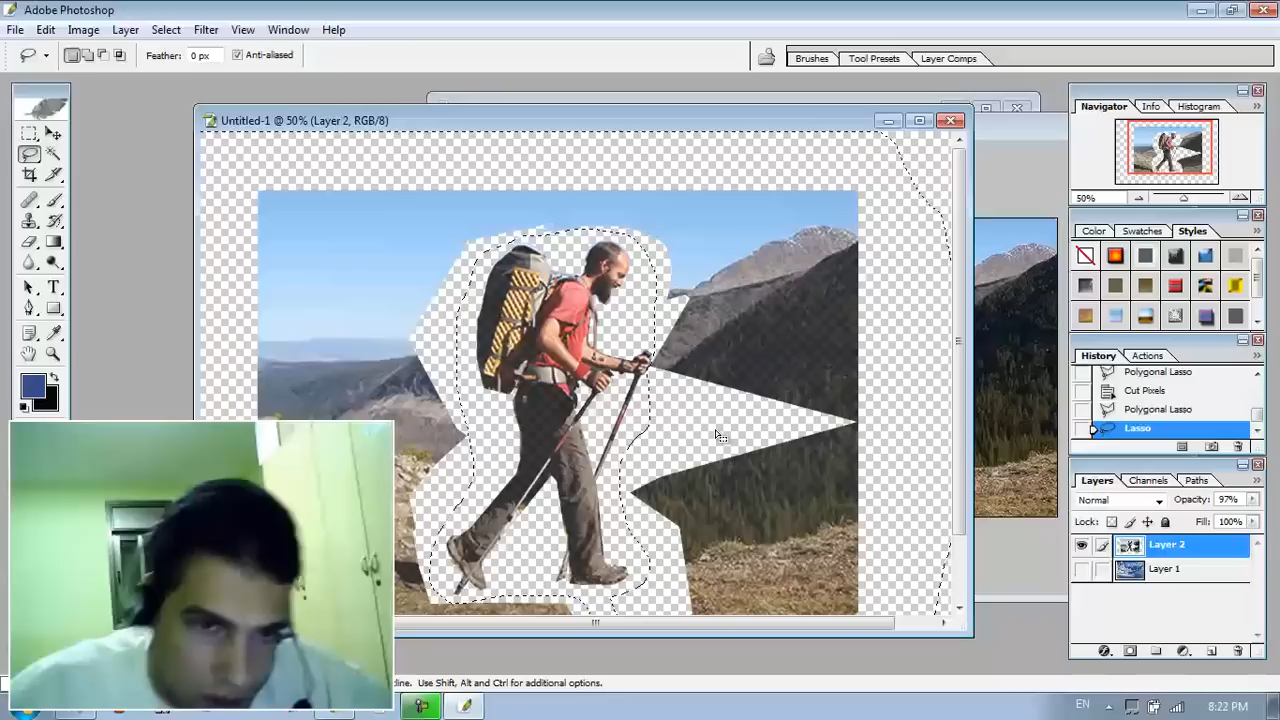 Adobe Photoshop
File Edit Image Layer Select Filter View Window Help
Feather: 0 px Anti-aliased
Brushes Tool Presets Layer Comps
Untitled-1 @ 50% (Layer 2, RGB/8)
Navigator Info Histogram
50%
Color Swatches Styles
History Actions
Polygonal Lasso
Cut Pixels
Polygonal Lasso
Lasso
Layers Channels Paths
Normal Opacity: 97%
Lock: Fill: 100%
Layer 2
Layer 1
line. Use Shift, Alt and Ctrl for additional options.
EN 8:22 PM